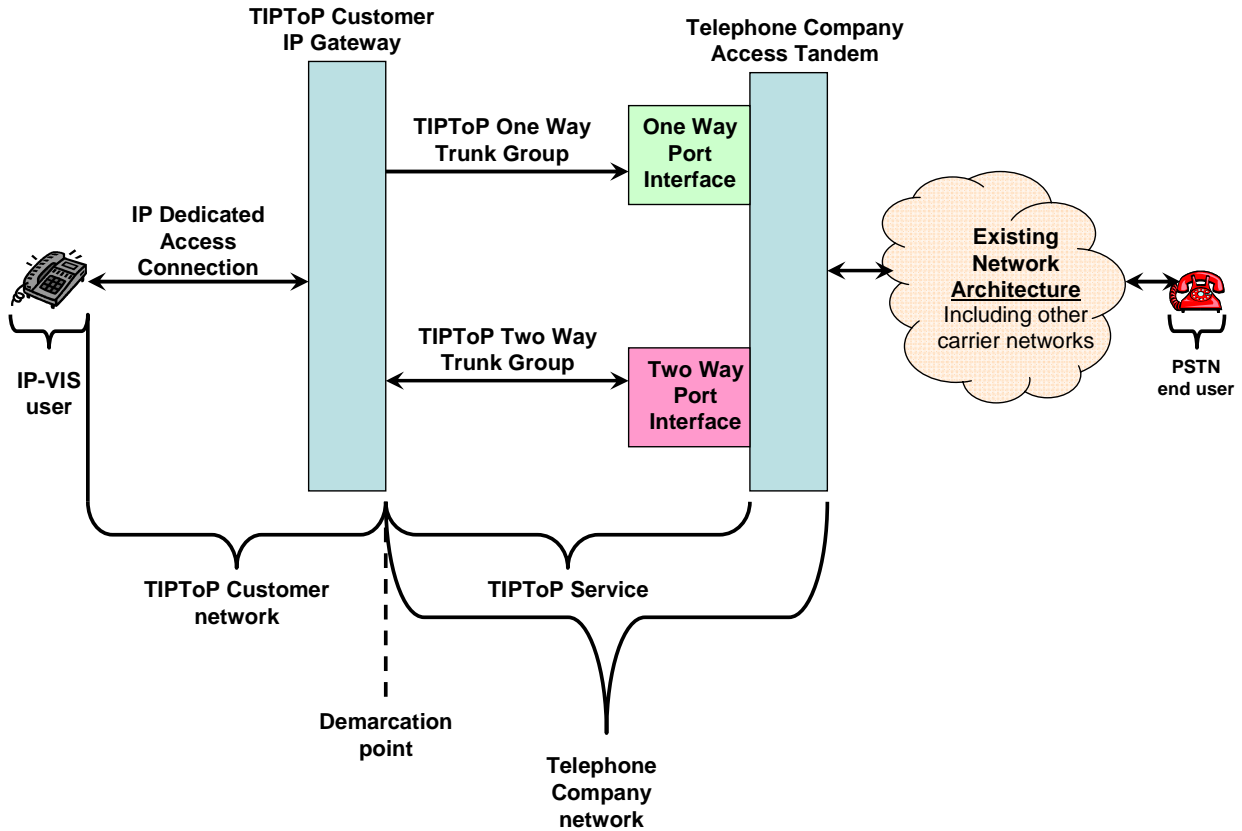 TIPToP Customer
IP Gateway
Telephone Company
Access Tandem
TIPToP One Way
Trunk Group
One Way
Port
Interface
IP Dedicated
Access
Connection
Existing
Network
Architecture
Including other
carrier networks
TIPToP Two Way
Trunk Group
Two Way
Port
Interface
IP-VIS
user
PSTN
end user
TIPToP Customer
network
TIPToP Service
Demarcation
point
Telephone
Company
network